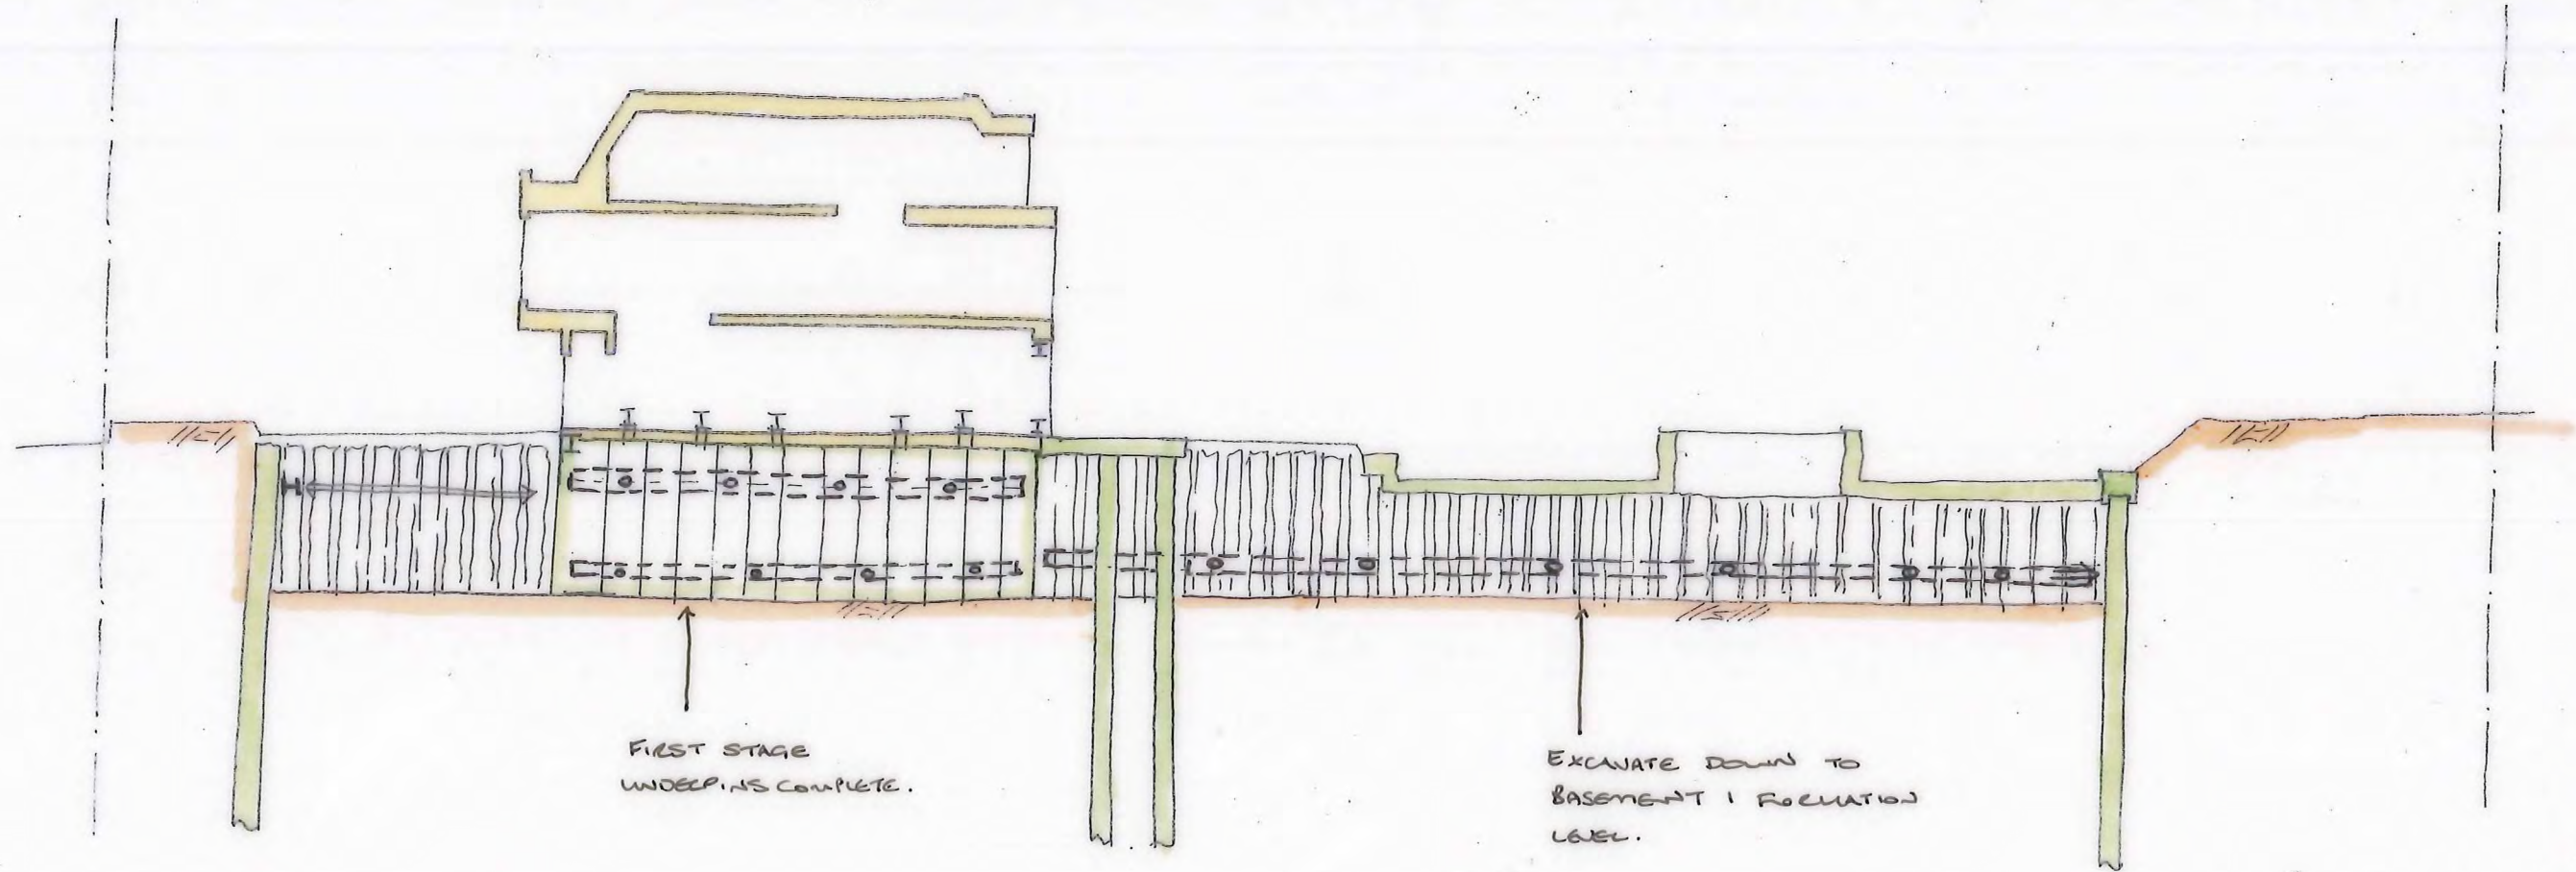 FIRST STAGE
UNDERPINS COMPLETE.
EXCAVATE DOWN TO
BASEMENT 1 FORMATION
LEVEL.